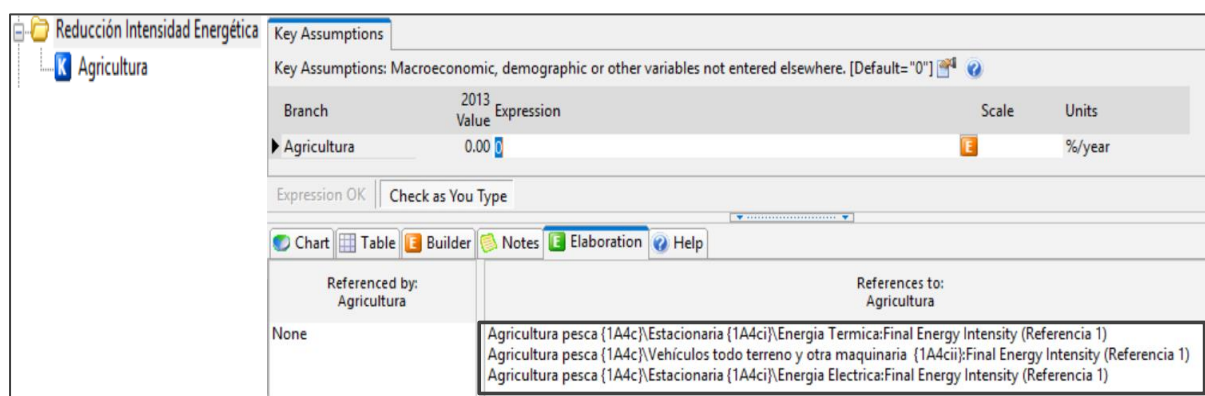 Reducción Intensidad Energética
Agricultura
Key Assumptions
Key Assumptions: Macroeconomic, demographic or other variables not entered elsewhere. [Default="0"]
Branch 2013 Value Expression Scale Units
Agricultura 0.00 0 %/year
Expression OK Check as You Type
Chart Table Builder Notes Elaboration Help
Referenced by:
Agricultura
References to:
Agricultura
None
Agricultura pesca {1A4c}\Estacionaria {1A4ci}\Energia Termica:Final Energy Intensity (Referencia 1)
Agricultura pesca {1A4c}\Vehículos todo terreno y otra maquinaria {1A4cii}:Final Energy Intensity (Referencia 1)
Agricultura pesca {1A4c}\Estacionaria {1A4ci}\Energia Electrica:Final Energy Intensity (Referencia 1)